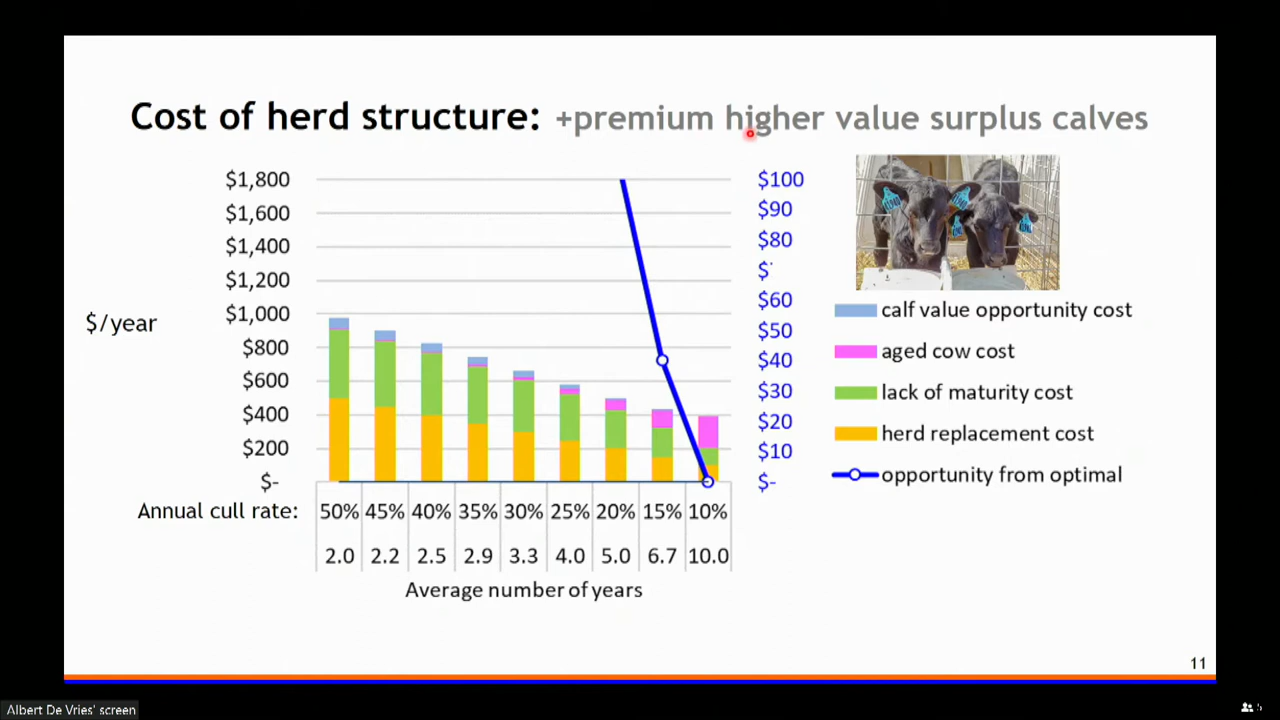 Cost of herd structure: +premium higher value surplus calves
$1,800
$1,600
$1,400
$1,200
$1,000
$800
$600
$400
$200
$-
$/year
$100
$90
$80
$60
$50
$40
$30
$20
$10
$-
calf value opportunity cost
aged cow cost
lack of maturity cost
herd replacement cost
opportunity from optimal
Annual cull rate: 50% 45% 40% 35% 30% 25% 20% 15% 10%
2.0 2.2 2.5 2.9 3.3 4.0 5.0 6.7 10.0
Average number of years
11
Albert De Vries' screen